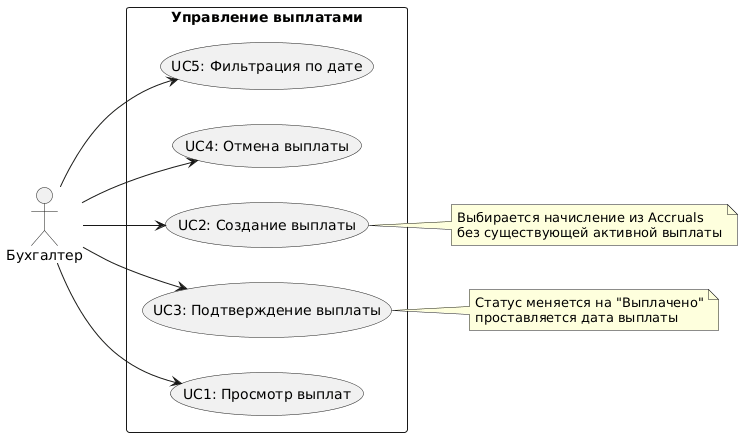 Управление выплатами
UC5: Фильтрация по дате
UC4: Отмена выплаты
Бухгалтер
UC2: Создание выплаты
Выбирается начисление из Accruals
без существующей активной выплаты
UC3: Подтверждение выплаты
Статус меняется на "Выплачено"
проставляется дата выплаты
UC1: Просмотр выплат